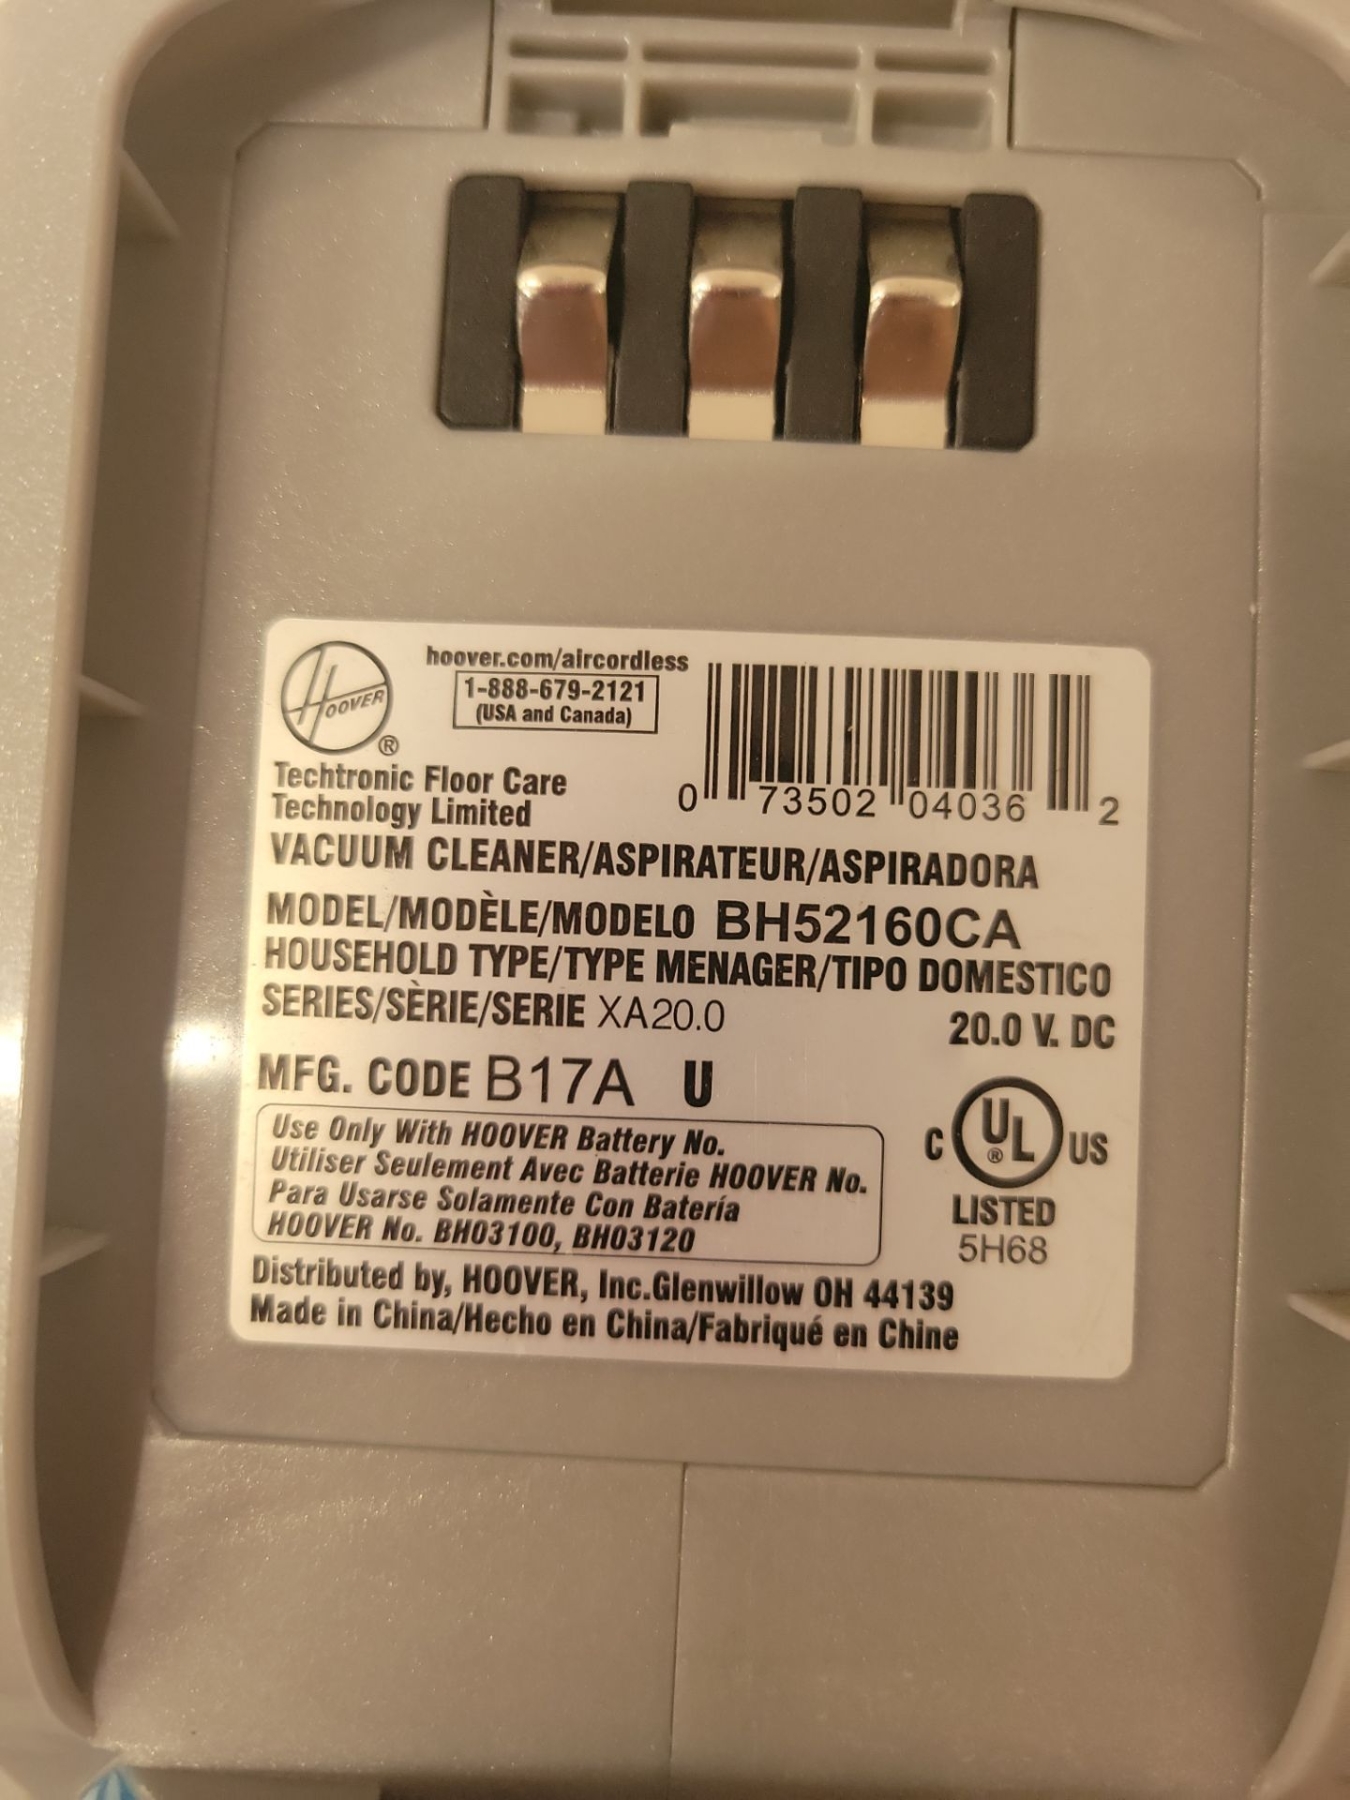 HOOVER
®
hoover.com/aircordless
1-888-679-2121
(USA and Canada)
0 73502 04036 2
Techtronic Floor Care
Technology Limited
VACUUM CLEANER/ASPIRATEUR/ASPIRADORA
MODEL/MODÈLE/MODELO BH52160CA
HOUSEHOLD TYPE/TYPE MENAGER/TIPO DOMESTICO
SERIES/SÈRIE/SERIE XA20.0
20.0 V. DC
MFG. CODE B17A U
Use Only With HOOVER Battery No.
Utiliser Seulement Avec Batterie HOOVER No.
Para Usarse Solamente Con Batería
HOOVER No. BH03100, BH03120
C UL ® US
LISTED
5H68
Distributed by, HOOVER, Inc.Glenwillow OH 44139
Made in China/Hecho en China/Fabriqué en Chine